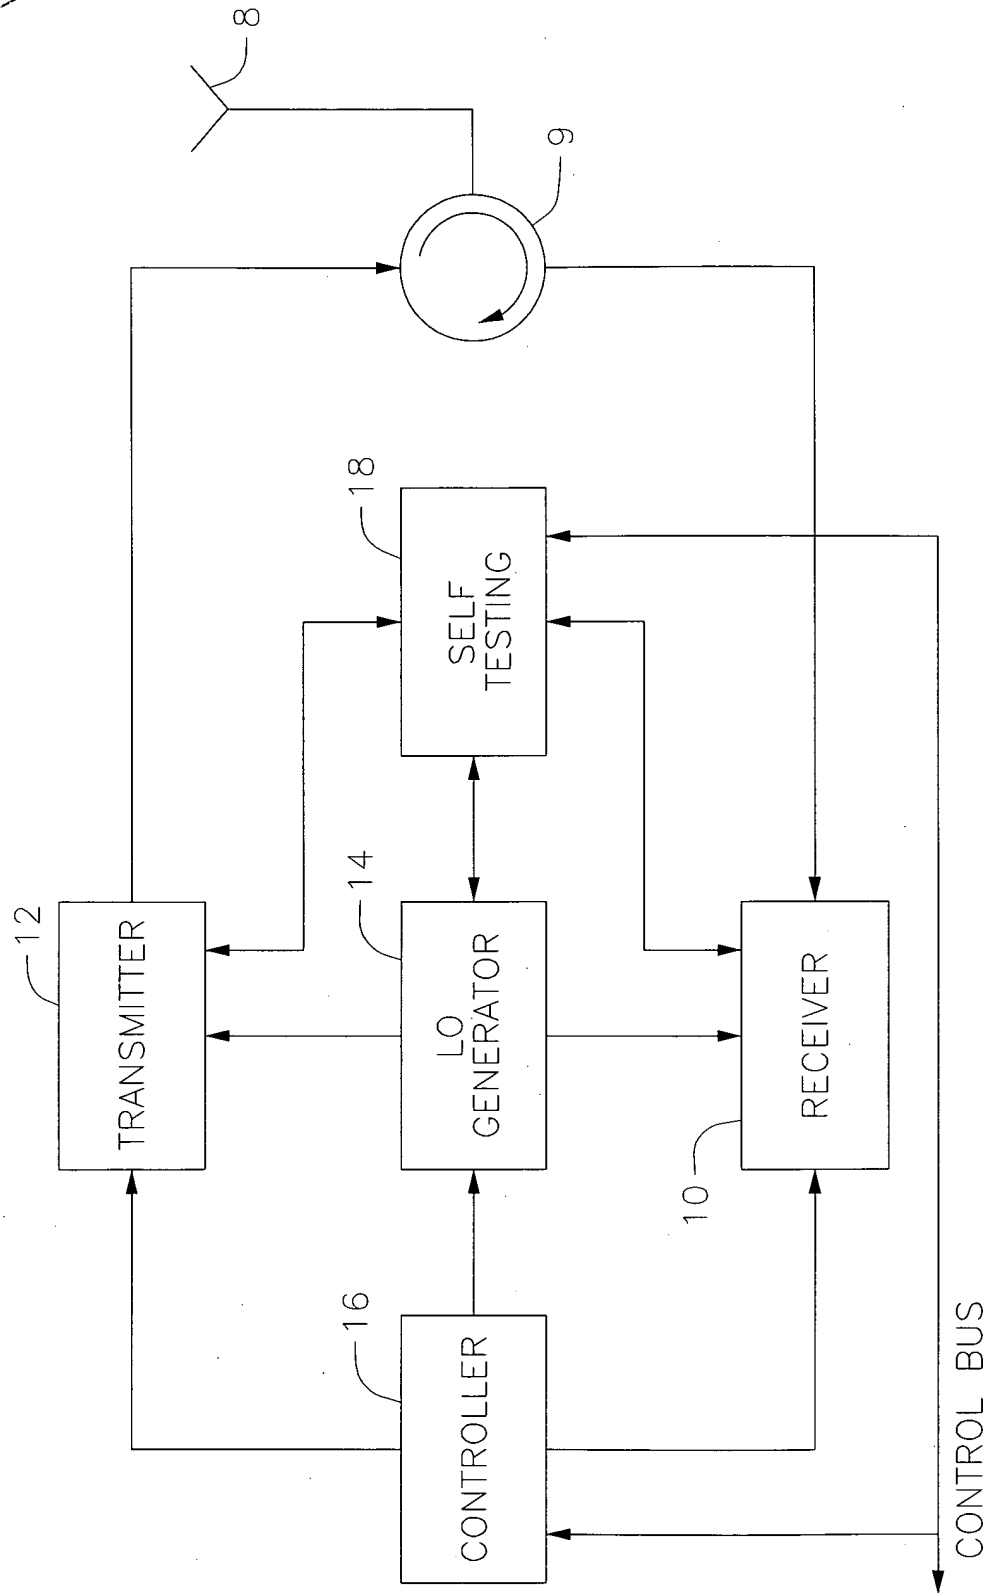 8
9
12
TRANSMITTER
18
SELF
TESTING
14
LO
GENERATOR
16
CONTROLLER
10
RECEIVER
CONTROL BUS